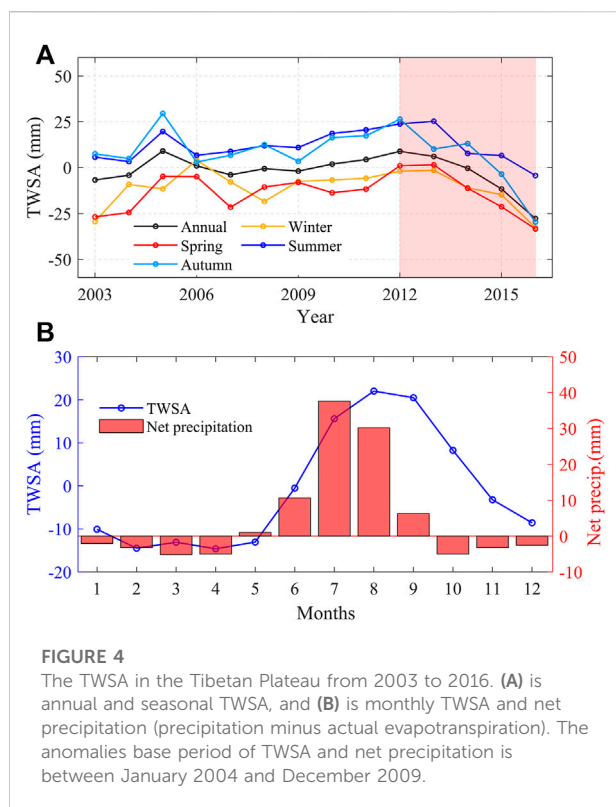 A
50
25
0
-25
-50
TWSA (mm)
Annual
Winter
Spring
Summer
Autumn
2003 2006 2009 2012 2015
Year
B
30
20
10
0
-10
-20
TWSA (mm)
TWSA
Net precipitation
50
40
30
20
10
0
-10
Net precip.(mm)
1 2 3 4 5 6 7 8 9 10 11 12
Months
FIGURE 4
The TWSA in the Tibetan Plateau from 2003 to 2016. (A) is
annual and seasonal TWSA, and (B) is monthly TWSA and net
precipitation (precipitation minus actual evapotranspiration). The
anomalies base period of TWSA and net precipitation is
between January 2004 and December 2009.